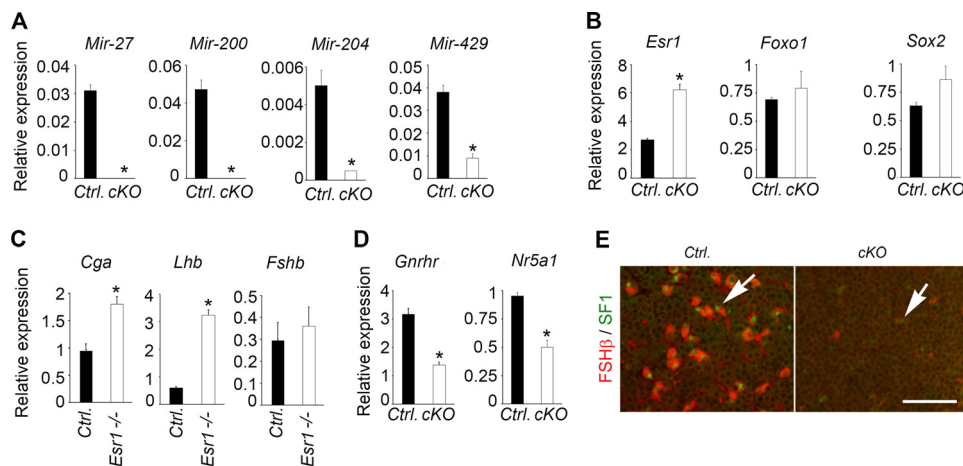 A
Mir-27
Mir-200
Mir-204
Mir-429
Relative expression
0.04
0.03
0.02
0.01
0
*
Ctrl. cKO
0.06
0.04
0.02
0
*
Ctrl. cKO
0.006
0.004
0.002
0
*
Ctrl. cKO
0.05
0.04
0.03
0.02
0.01
0
*
Ctrl. cKO
B
Esr1
Foxo1
Sox2
Relative expression
8
6
4
2
0
*
Ctrl. cKO
1
0.75
0.5
0.25
0
Ctrl. cKO
1
0.75
0.5
0.25
0
Ctrl. cKO
C
Cga
Lhb
Fshb
Relative expression
2
1.5
1
0.5
0
*
Ctrl.
Esr1 -/-
4
3
2
1
0
*
Ctrl.
Esr1 -/-
0.5
0.4
0.3
0.2
0.1
0
Ctrl.
Esr1 -/-
D
Gnrhr
Nr5a1
Relative expression
4
3
2
1
0
*
Ctrl. cKO
1
0.75
0.5
0.25
0
*
Ctrl. cKO
E
Ctrl.
cKO
FSHβ / SF1